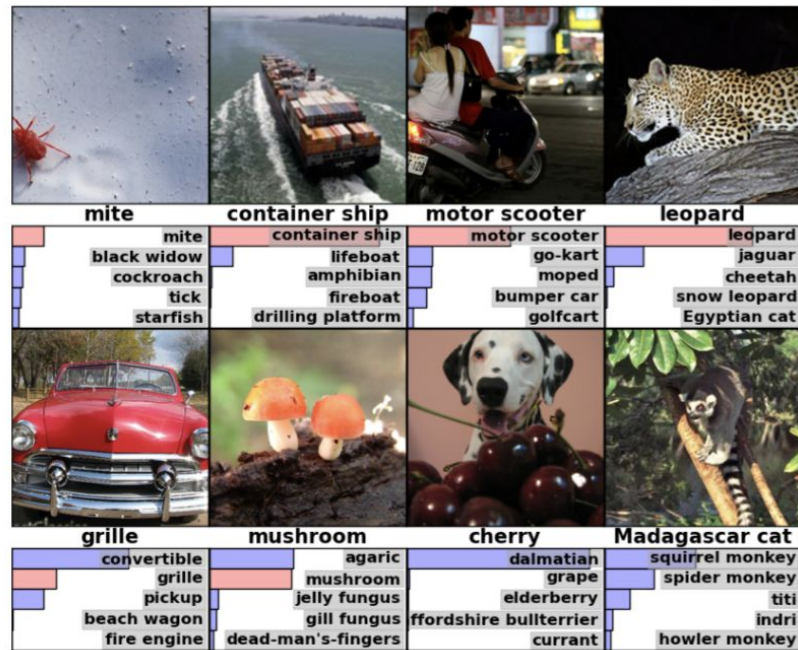 mite
container ship
motor scooter
leopard
mite
black widow
cockroach
tick
starfish
container ship
lifeboat
amphibian
fireboat
drilling platform
motor scooter
go-kart
moped
bumper car
golfcart
leopard
jaguar
cheetah
snow leopard
Egyptian cat
grille
mushroom
cherry
Madagascar cat
convertible
grille
pickup
beach wagon
fire engine
agaric
mushroom
jelly fungus
gill fungus
dead-man's-fingers
dalmatian
grape
elderberry
ffordshire bullterrier
currant
squirrel monkey
spider monkey
titi
indri
howler monkey